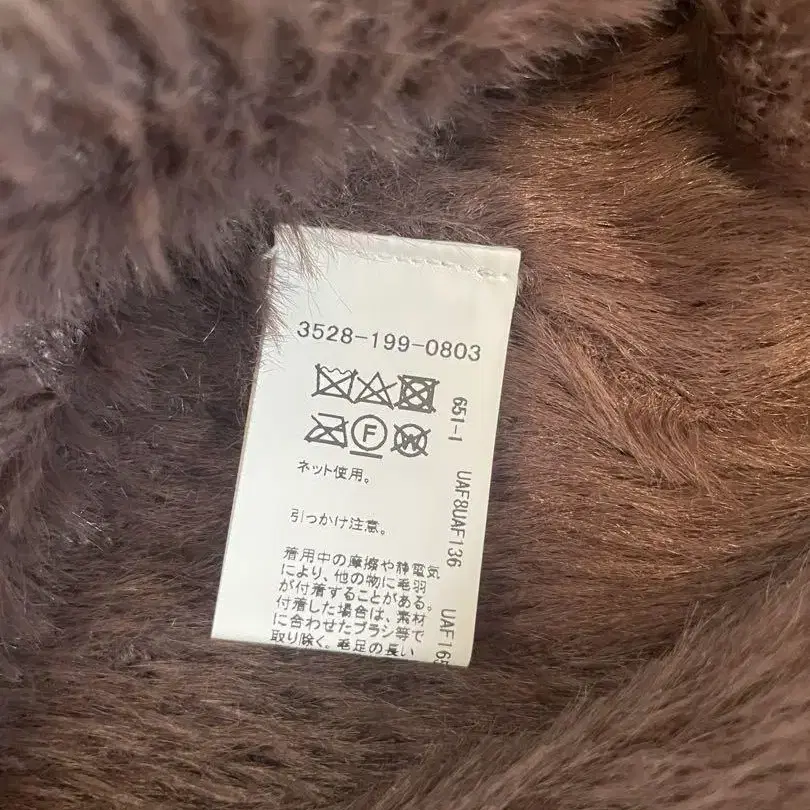 3528-199-0803
F
W
ネット使用。
引っかけ注意。
着用中の摩擦や静電気
により、他の物に毛羽
が付着することがある。
付着した場合は、素材
に合わせたブラシ等で
取り除く。毛足の長い
651-1 UAF8UAF136 UAF165